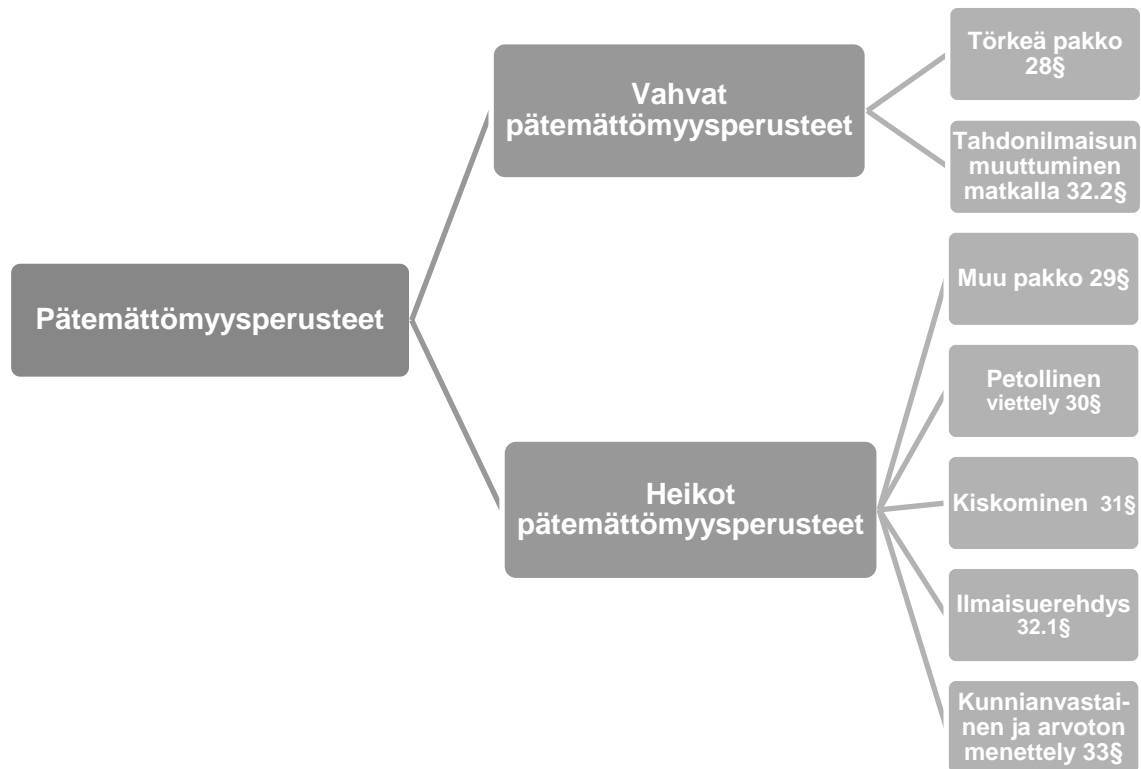 Pätemättömyysperusteet
Vahvat
pätemättömyysperusteet
Törkeä pakko
28§
Tahdonilmaisun
muuttuminen
matkalla 32.2§
Heikot
pätemättömyysperusteet
Muu pakko 29§
Petollinen
viettely 30§
Kiskominen 31§
Ilmaisuerehdys
32.1§
Kunnianvastai-
nen ja arvoton
menettely 33§